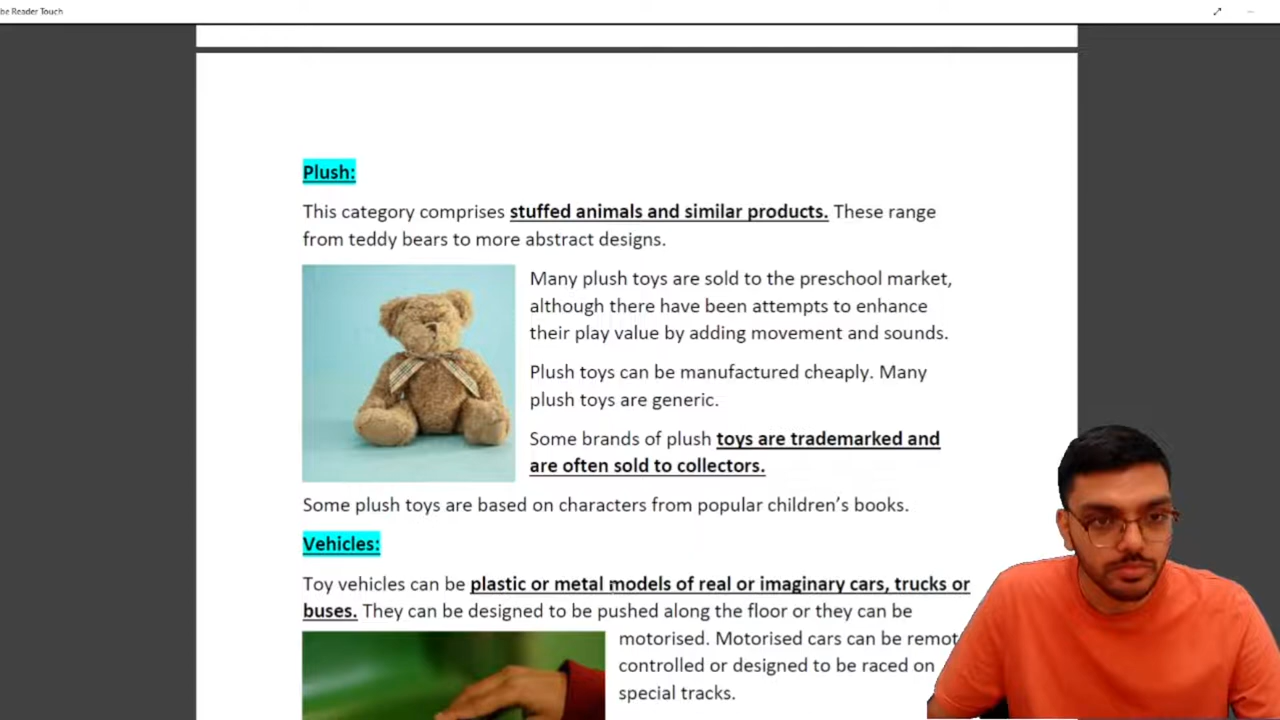 be Reader Touch
Plush:
This category comprises stuffed animals and similar products. These range
from teddy bears to more abstract designs.
Many plush toys are sold to the preschool market,
although there have been attempts to enhance
their play value by adding movement and sounds.
Plush toys can be manufactured cheaply. Many
plush toys are generic.
Some brands of plush toys are trademarked and
are often sold to collectors.
Some plush toys are based on characters from popular children’s books.
Vehicles:
Toy vehicles can be plastic or metal models of real or imaginary cars, trucks or
buses. They can be designed to be pushed along the floor or they can be
motorised. Motorised cars can be remot
controlled or designed to be raced on
special tracks.